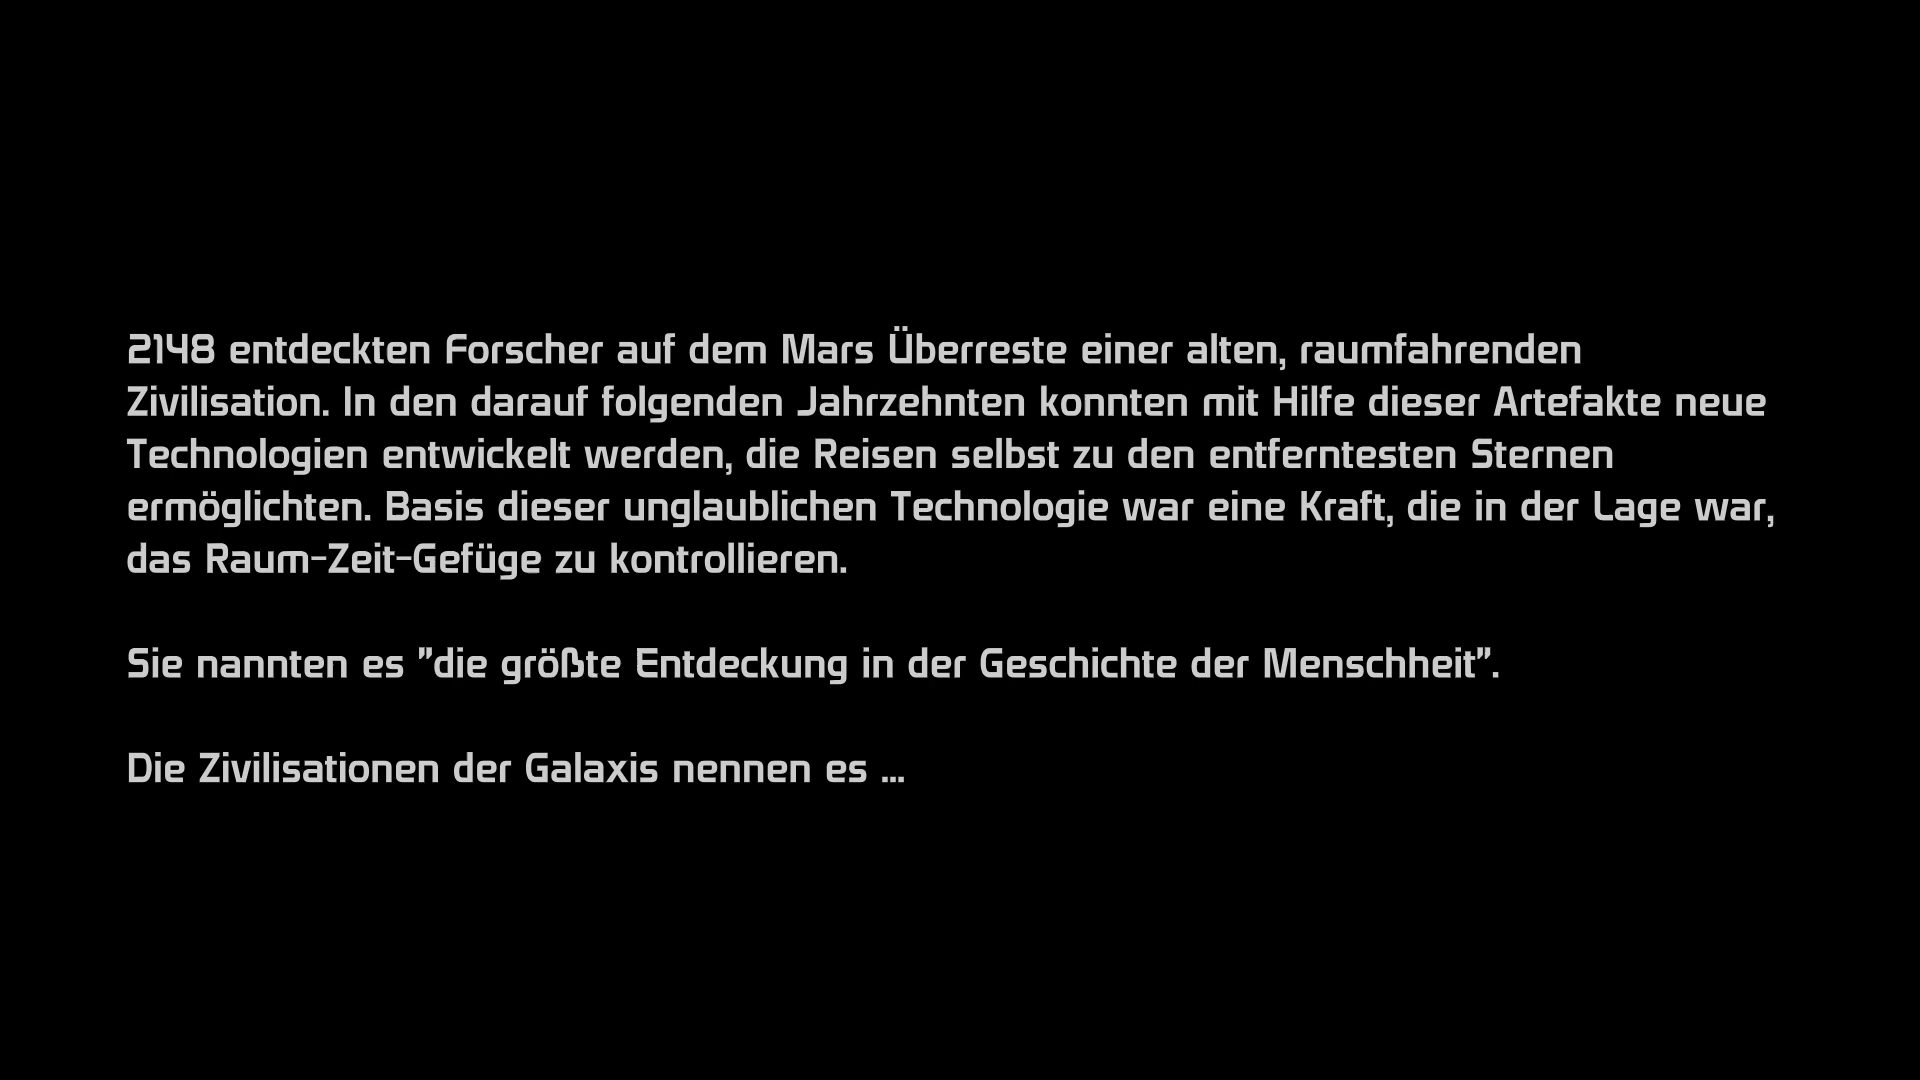 2148 entdeckten Forscher auf dem Mars Überreste einer alten, raumfahrenden
Zivilisation. In den darauf folgenden Jahrzehnten konnten mit Hilfe dieser Artefakte neue
Technologien entwickelt werden, die Reisen selbst zu den entferntesten Sternen
ermöglichten. Basis dieser unglaublichen Technologie war eine Kraft, die in der Lage war,
das Raum-Zeit-Gefüge zu kontrollieren.
Sie nannten es "die größte Entdeckung in der Geschichte der Menschheit".
Die Zivilisationen der Galaxis nennen es ...